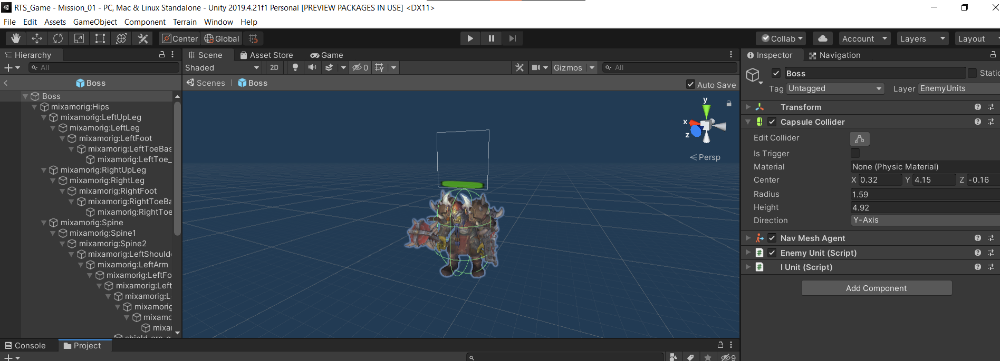 RTS_Game - Mission_01 - PC, Mac & Linux Standalone - Unity 2019.4.21f1 Personal [PREVIEW PACKAGES IN USE] <DX11>
File Edit Assets GameObject Component Terrain Window Help
Center Global Collab Account Layers Layout
Hierarchy
All
Boss
Boss
mixamorig:Hips
mixamorig:LeftUpLeg
mixamorig:LeftLeg
mixamorig:LeftFoot
mixamorig:LeftToeBas
mixamorig:LeftToe_
mixamorig:RightUpLeg
mixamorig:RightLeg
mixamorig:RightFoot
mixamorig:RightToeBa
mixamorig:RightToe
mixamorig:Spine
mixamorig:Spine1
mixamorig:Spine2
mixamorig:LeftShoulde
mixamorig:LeftArm
mixamorig:LeftFo
mixamorig:Left
mixamorig:L
mixamorig
mixamo
mixar
Scene Asset Store Game
Shaded 2D 0 Gizmos All
Scenes Boss Auto Save
y
x
z
Persp
Inspector Navigation
Boss Static
Tag Untagged Layer EnemyUnits
Transform
Capsule Collider
Edit Collider
Is Trigger
Material None (Physic Material)
Center X 0.32 Y 4.15 Z -0.16
Radius 1.59
Height 4.92
Direction Y-Axis
Nav Mesh Agent
# Enemy Unit (Script)
# I Unit (Script)
Add Component
Console Project
9